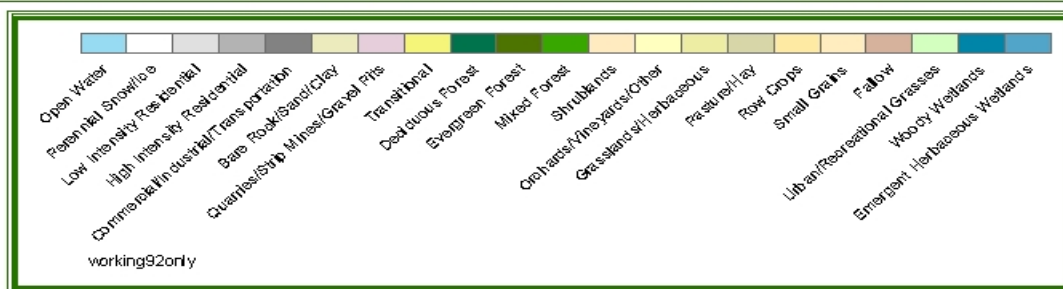 Open Water
Perennial Snow/Ice
Low Intensity Residential
High Intensity Residential
Commercial/Industrial/Transportation
Bare Rock/Sand/Clay
Quarries/Strip Mines/Gravel Pits
Transitional
Deciduous Forest
Evergreen Forest
Mixed Forest
Shrublands
Orchards/Vineyards/Other
Grasslands/Herbaceous
Pasture/Hay
Row Crops
Small Grains
Fallow
Urban/Recreational Grasses
Woody Wetlands
Emergent Herbaceous Wetlands
working92only